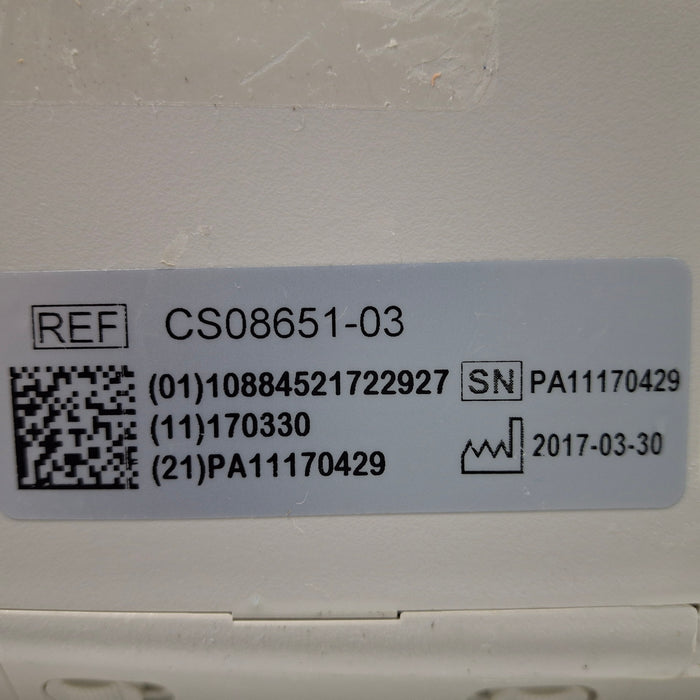 REF CS08651-03
(01)10884521722927 SN PA11170429
(11)170330
(21)PA11170429 2017-03-30